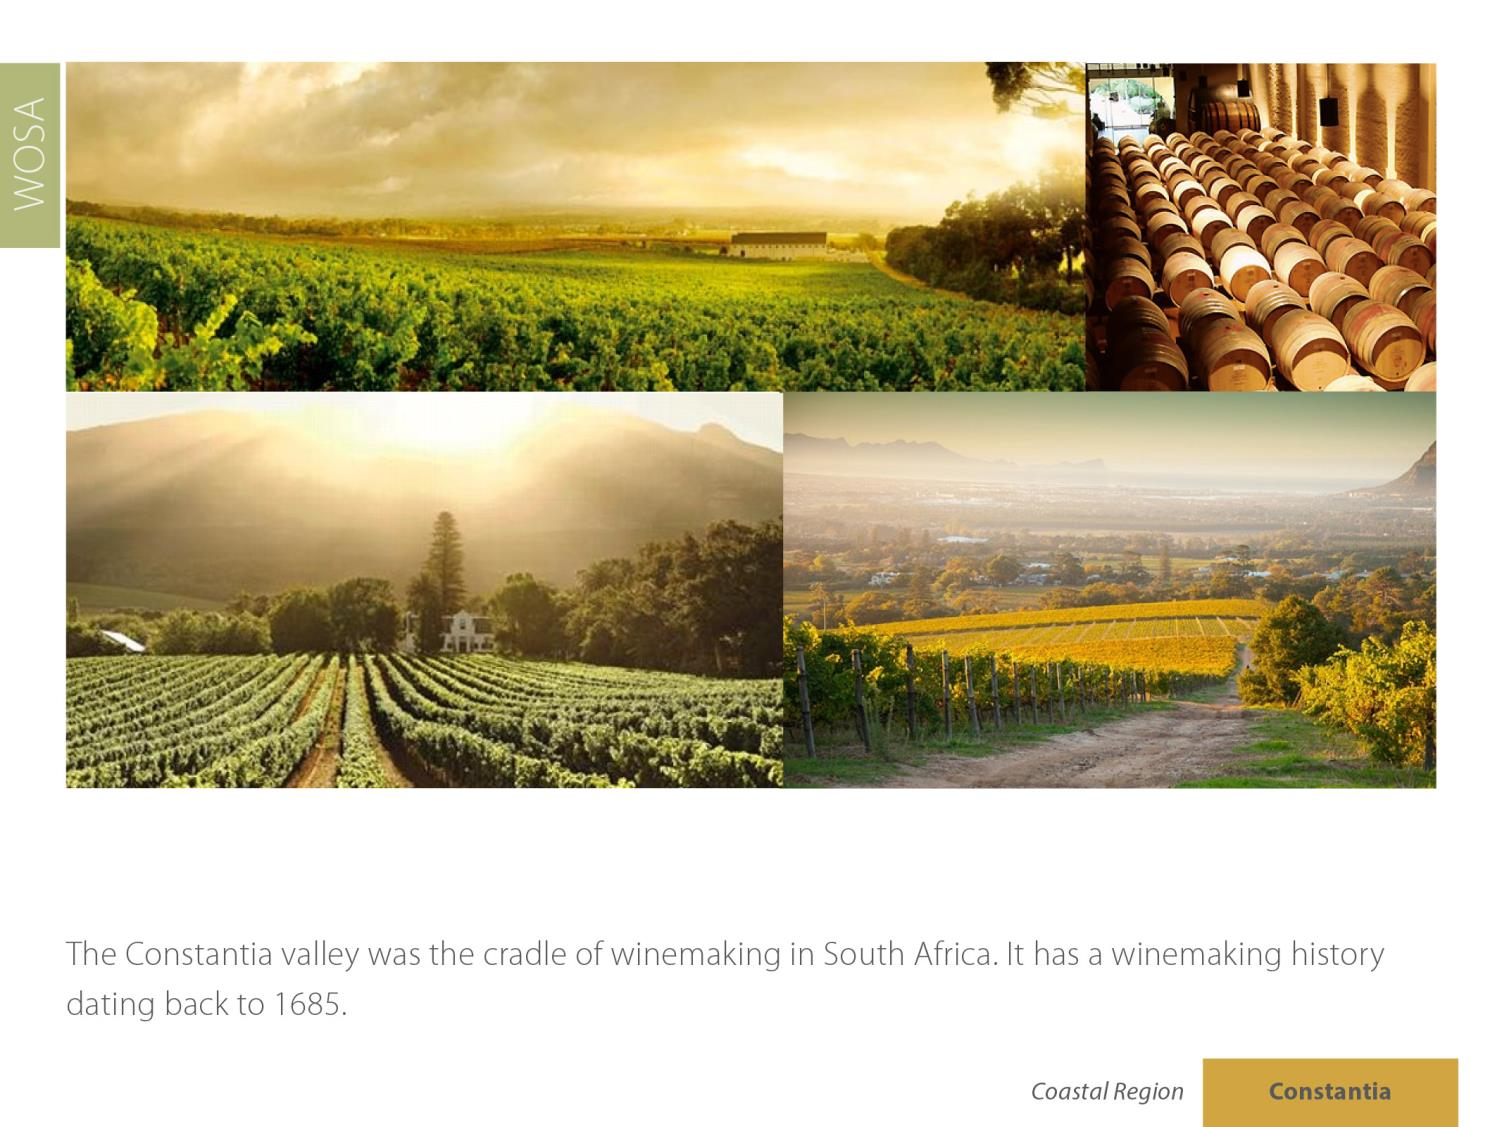 WOSA
The Constantia valley was the cradle of winemaking in South Africa. It has a winemaking history
dating back to 1685.
Coastal Region
Constantia